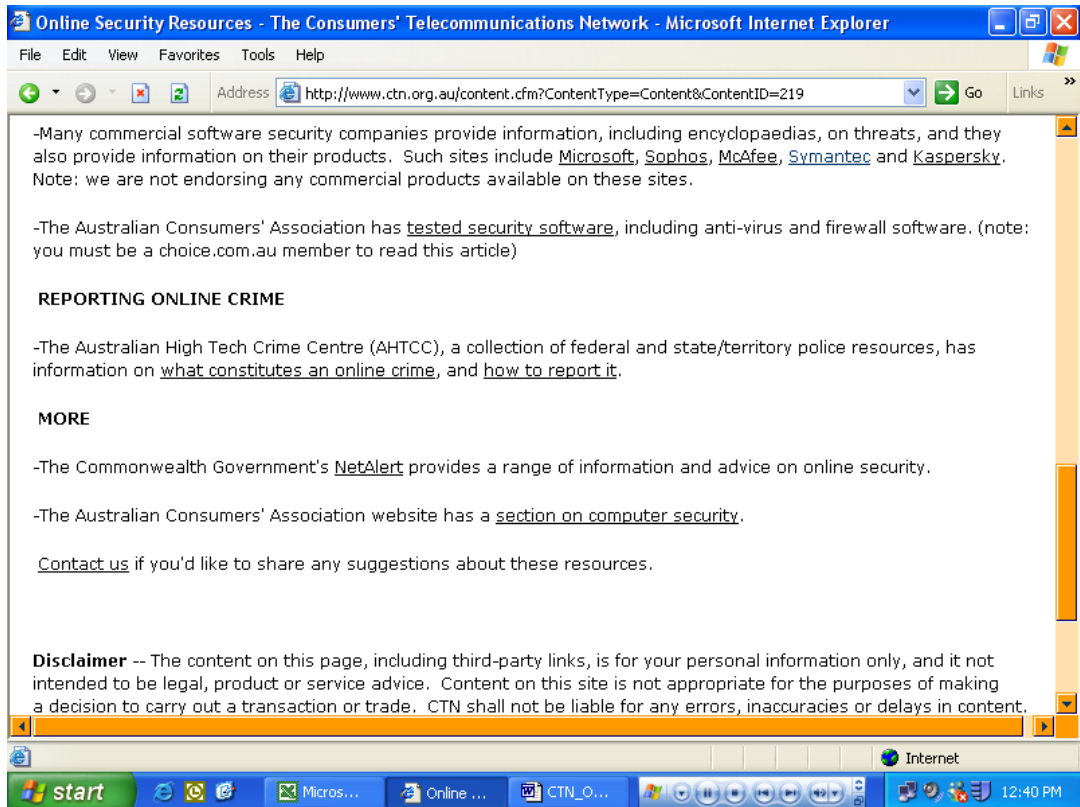 Online Security Resources - The Consumers' Telecommunications Network - Microsoft Internet Explorer
File Edit View Favorites Tools Help
Address http://www.ctn.org.au/content.cfm?ContentType=Content&ContentID=219 Go Links »
-Many commercial software security companies provide information, including encyclopaedias, on threats, and they
also provide information on their products. Such sites include Microsoft, Sophos, McAfee, Symantec and Kaspersky.
Note: we are not endorsing any commercial products available on these sites.
-The Australian Consumers' Association has tested security software, including anti-virus and firewall software. (note:
you must be a choice.com.au member to read this article)
REPORTING ONLINE CRIME
-The Australian High Tech Crime Centre (AHTCC), a collection of federal and state/territory police resources, has
information on what constitutes an online crime, and how to report it.
MORE
-The Commonwealth Government's NetAlert provides a range of information and advice on online security.
-The Australian Consumers' Association website has a section on computer security.
Contact us if you'd like to share any suggestions about these resources.
Disclaimer -- The content on this page, including third-party links, is for your personal information only, and it not
intended to be legal, product or service advice. Content on this site is not appropriate for the purposes of making
a decision to carry out a transaction or trade. CTN shall not be liable for any errors, inaccuracies or delays in content.
Internet
start Micros... Online ... CTN_O... 12:40 PM